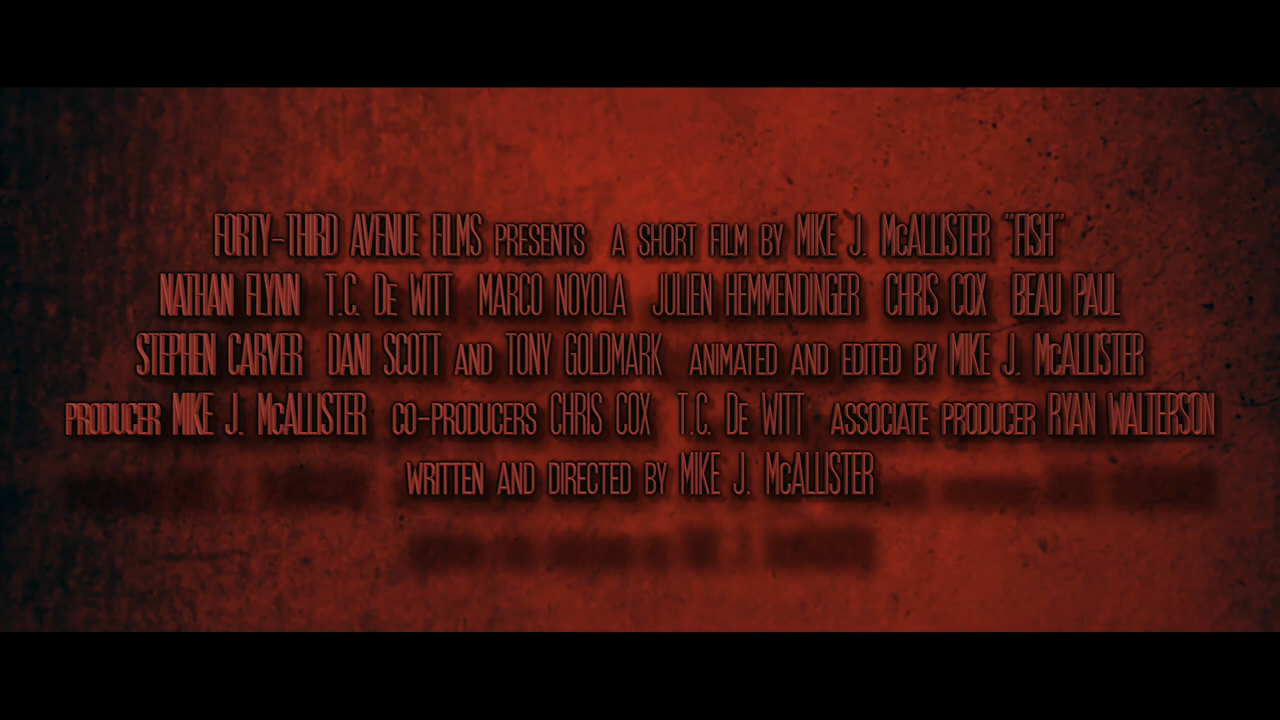 FORTY-THIRD AVENUE FILMS PRESENTS A SHORT FILM BY MIKE J. McALLISTER "FISH"
NATHAN FLYNN T.C. De WITT MARCO NOYOLA JULIEN HEMMENDINGER CHRIS COX BEAU PAUL
STEPHEN CARVER DANI SCOTT AND TONY GOLDMARK ANIMATED AND EDITED BY MIKE J. McALLISTER
PRODUCER MIKE J. McALLISTER CO-PRODUCERS CHRIS COX T.C. De WITT ASSOCIATE PRODUCER RYAN WALTERSON
WRITTEN AND DIRECTED BY MIKE J. McALLISTER